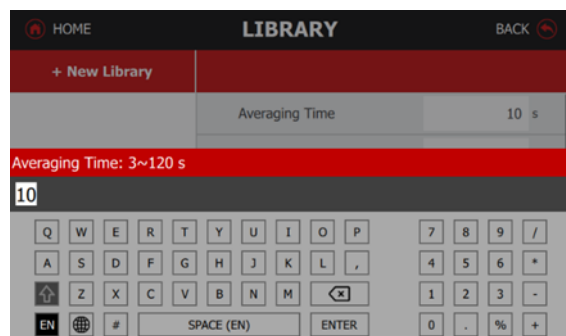 HOME LIBRARY BACK
+ New Library
Averaging Time 10 s
Averaging Time: 3~120 s
10
Q W E R T Y U I O P 7 8 9 /
A S D F G H J K L , 4 5 6 *
Z X C V B N M 1 2 3 -
EN # SPACE (EN) ENTER 0 . % +